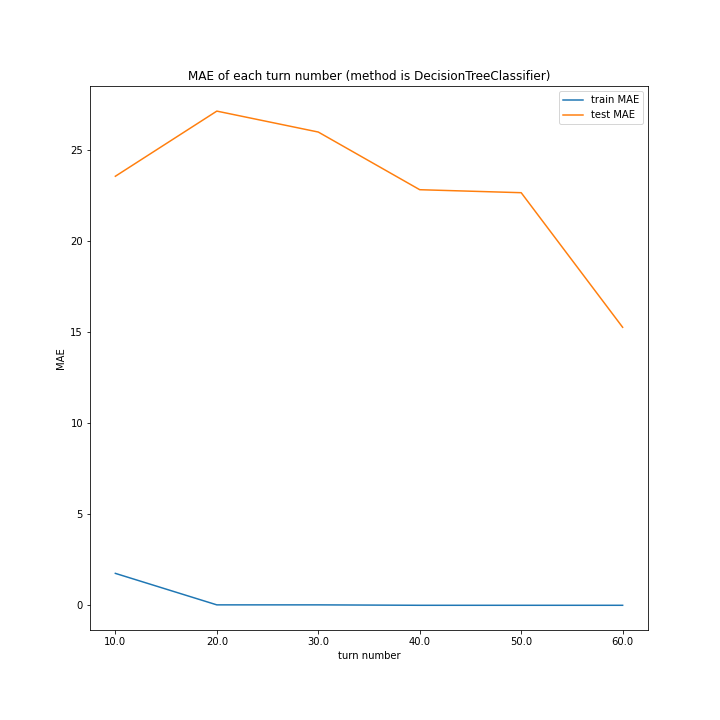 MAE of each turn number (method is DecisionTreeClassifier)
train MAE
test MAE
25
20
15
10
5
0
MAE
10.0 20.0 30.0 40.0 50.0 60.0
turn number